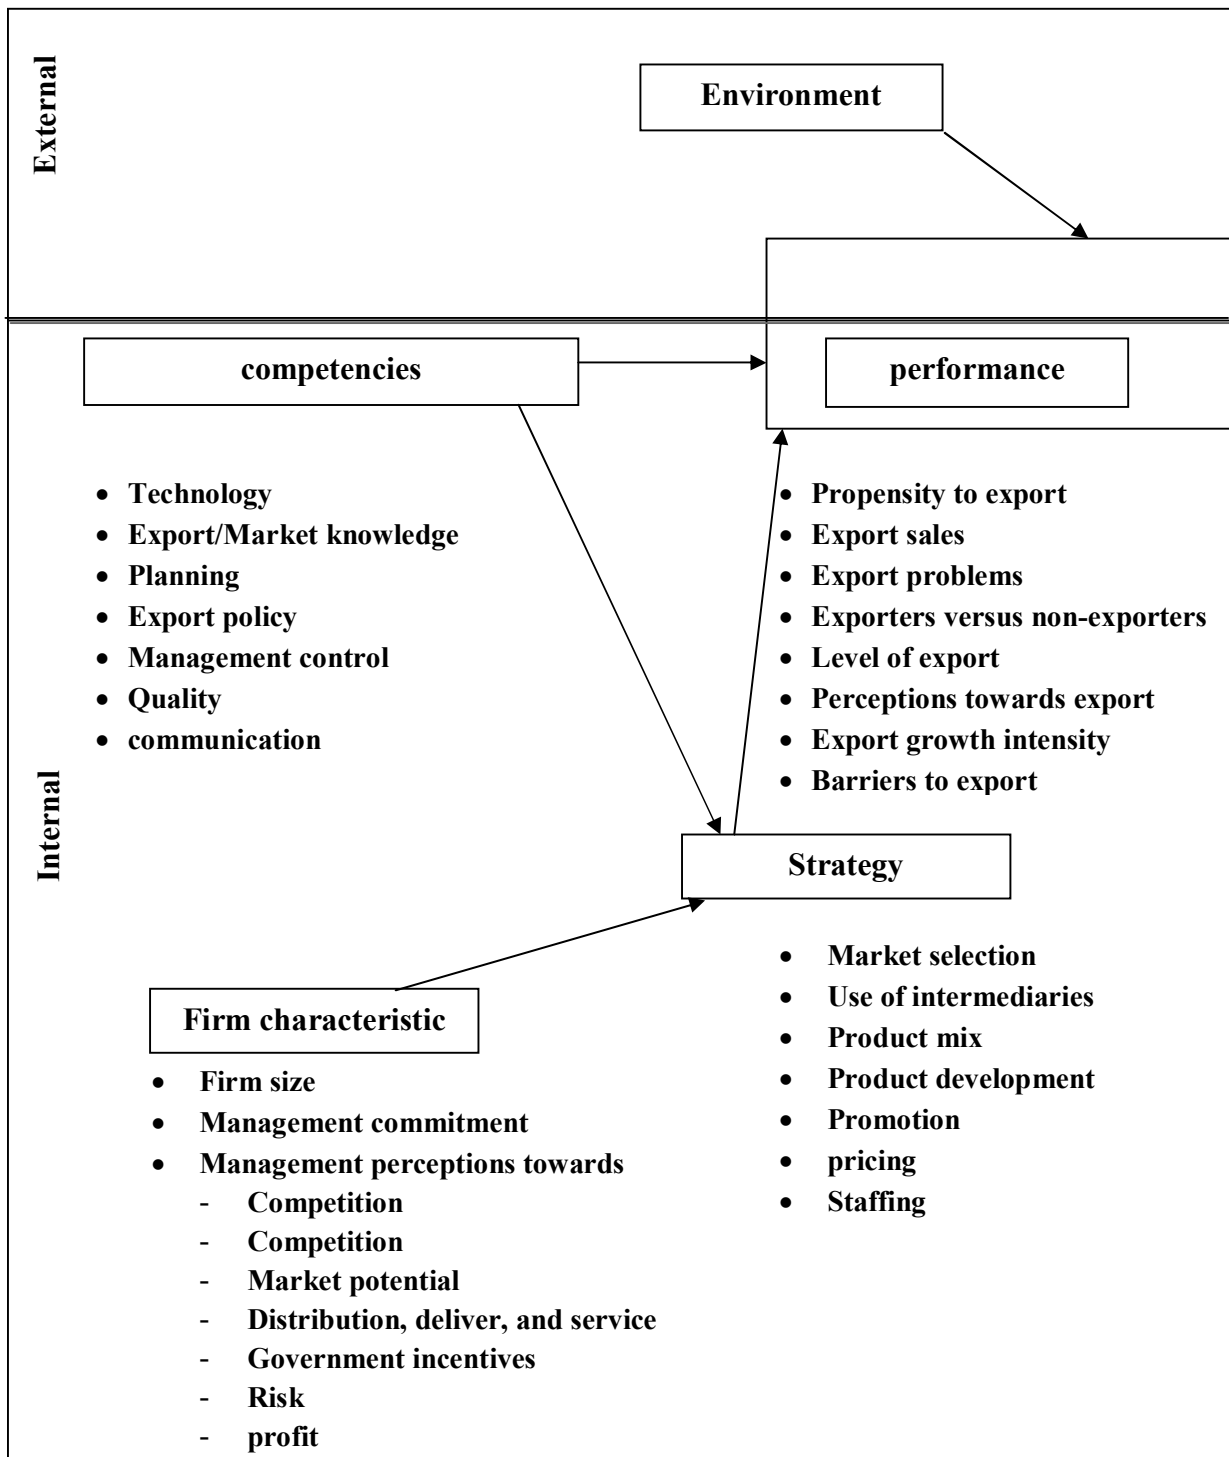 External
Environment
competencies
performance
• Technology
• Export/Market knowledge
• Planning
• Export policy
• Management control
• Quality
• communication
• Propensity to export
• Export sales
• Export problems
• Exporters versus non-exporters
• Level of export
• Perceptions towards export
• Export growth intensity
• Barriers to export
Internal
Strategy
• Market selection
• Use of intermediaries
• Product mix
• Product development
• Promotion
• pricing
• Staffing
Firm characteristic
• Firm size
• Management commitment
• Management perceptions towards
- Competition
- Competition
- Market potential
- Distribution, deliver, and service
- Government incentives
- Risk
- profit